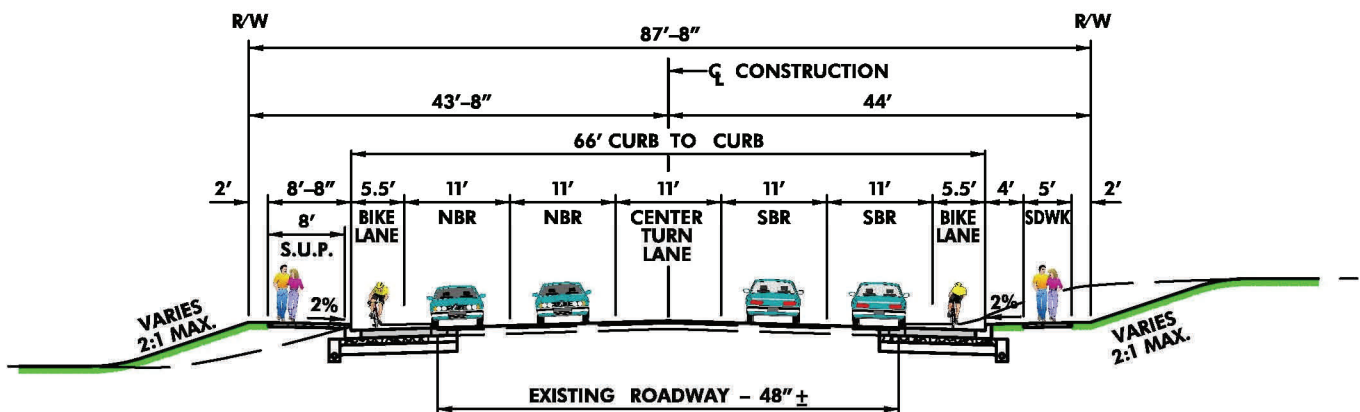 R/W R/W
87'–8"
℄ CONSTRUCTION
43'–8" 44'
66' CURB TO CURB
2' 8'–8" 5.5' 11' 11' 11' 11' 11' 5.5' 4' 5' 2'
8' BIKE LANE NBR NBR CENTER TURN LANE SBR SBR BIKE LANE SDWK
S.U.P.
2% 2%
VARIES
2:1 MAX.
VARIES
2:1 MAX.
EXISTING ROADWAY – 48" ±